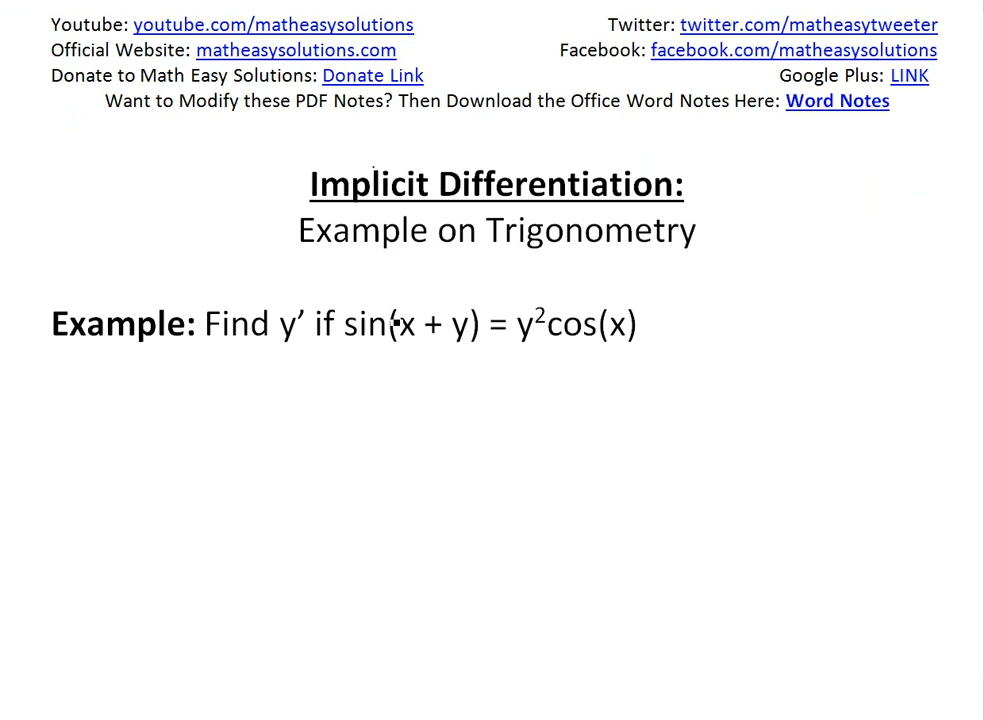 Youtube: youtube.com/matheasysolutions Twitter: twitter.com/matheasytweeter
Official Website: matheasysolutions.com Facebook: facebook.com/matheasysolutions
Donate to Math Easy Solutions: Donate Link Google Plus: LINK
Want to Modify these PDF Notes? Then Download the Office Word Notes Here: Word Notes
Implicit Differentiation:
Example on Trigonometry
Example: Find y’ if sin(x + y) = y²cos(x)